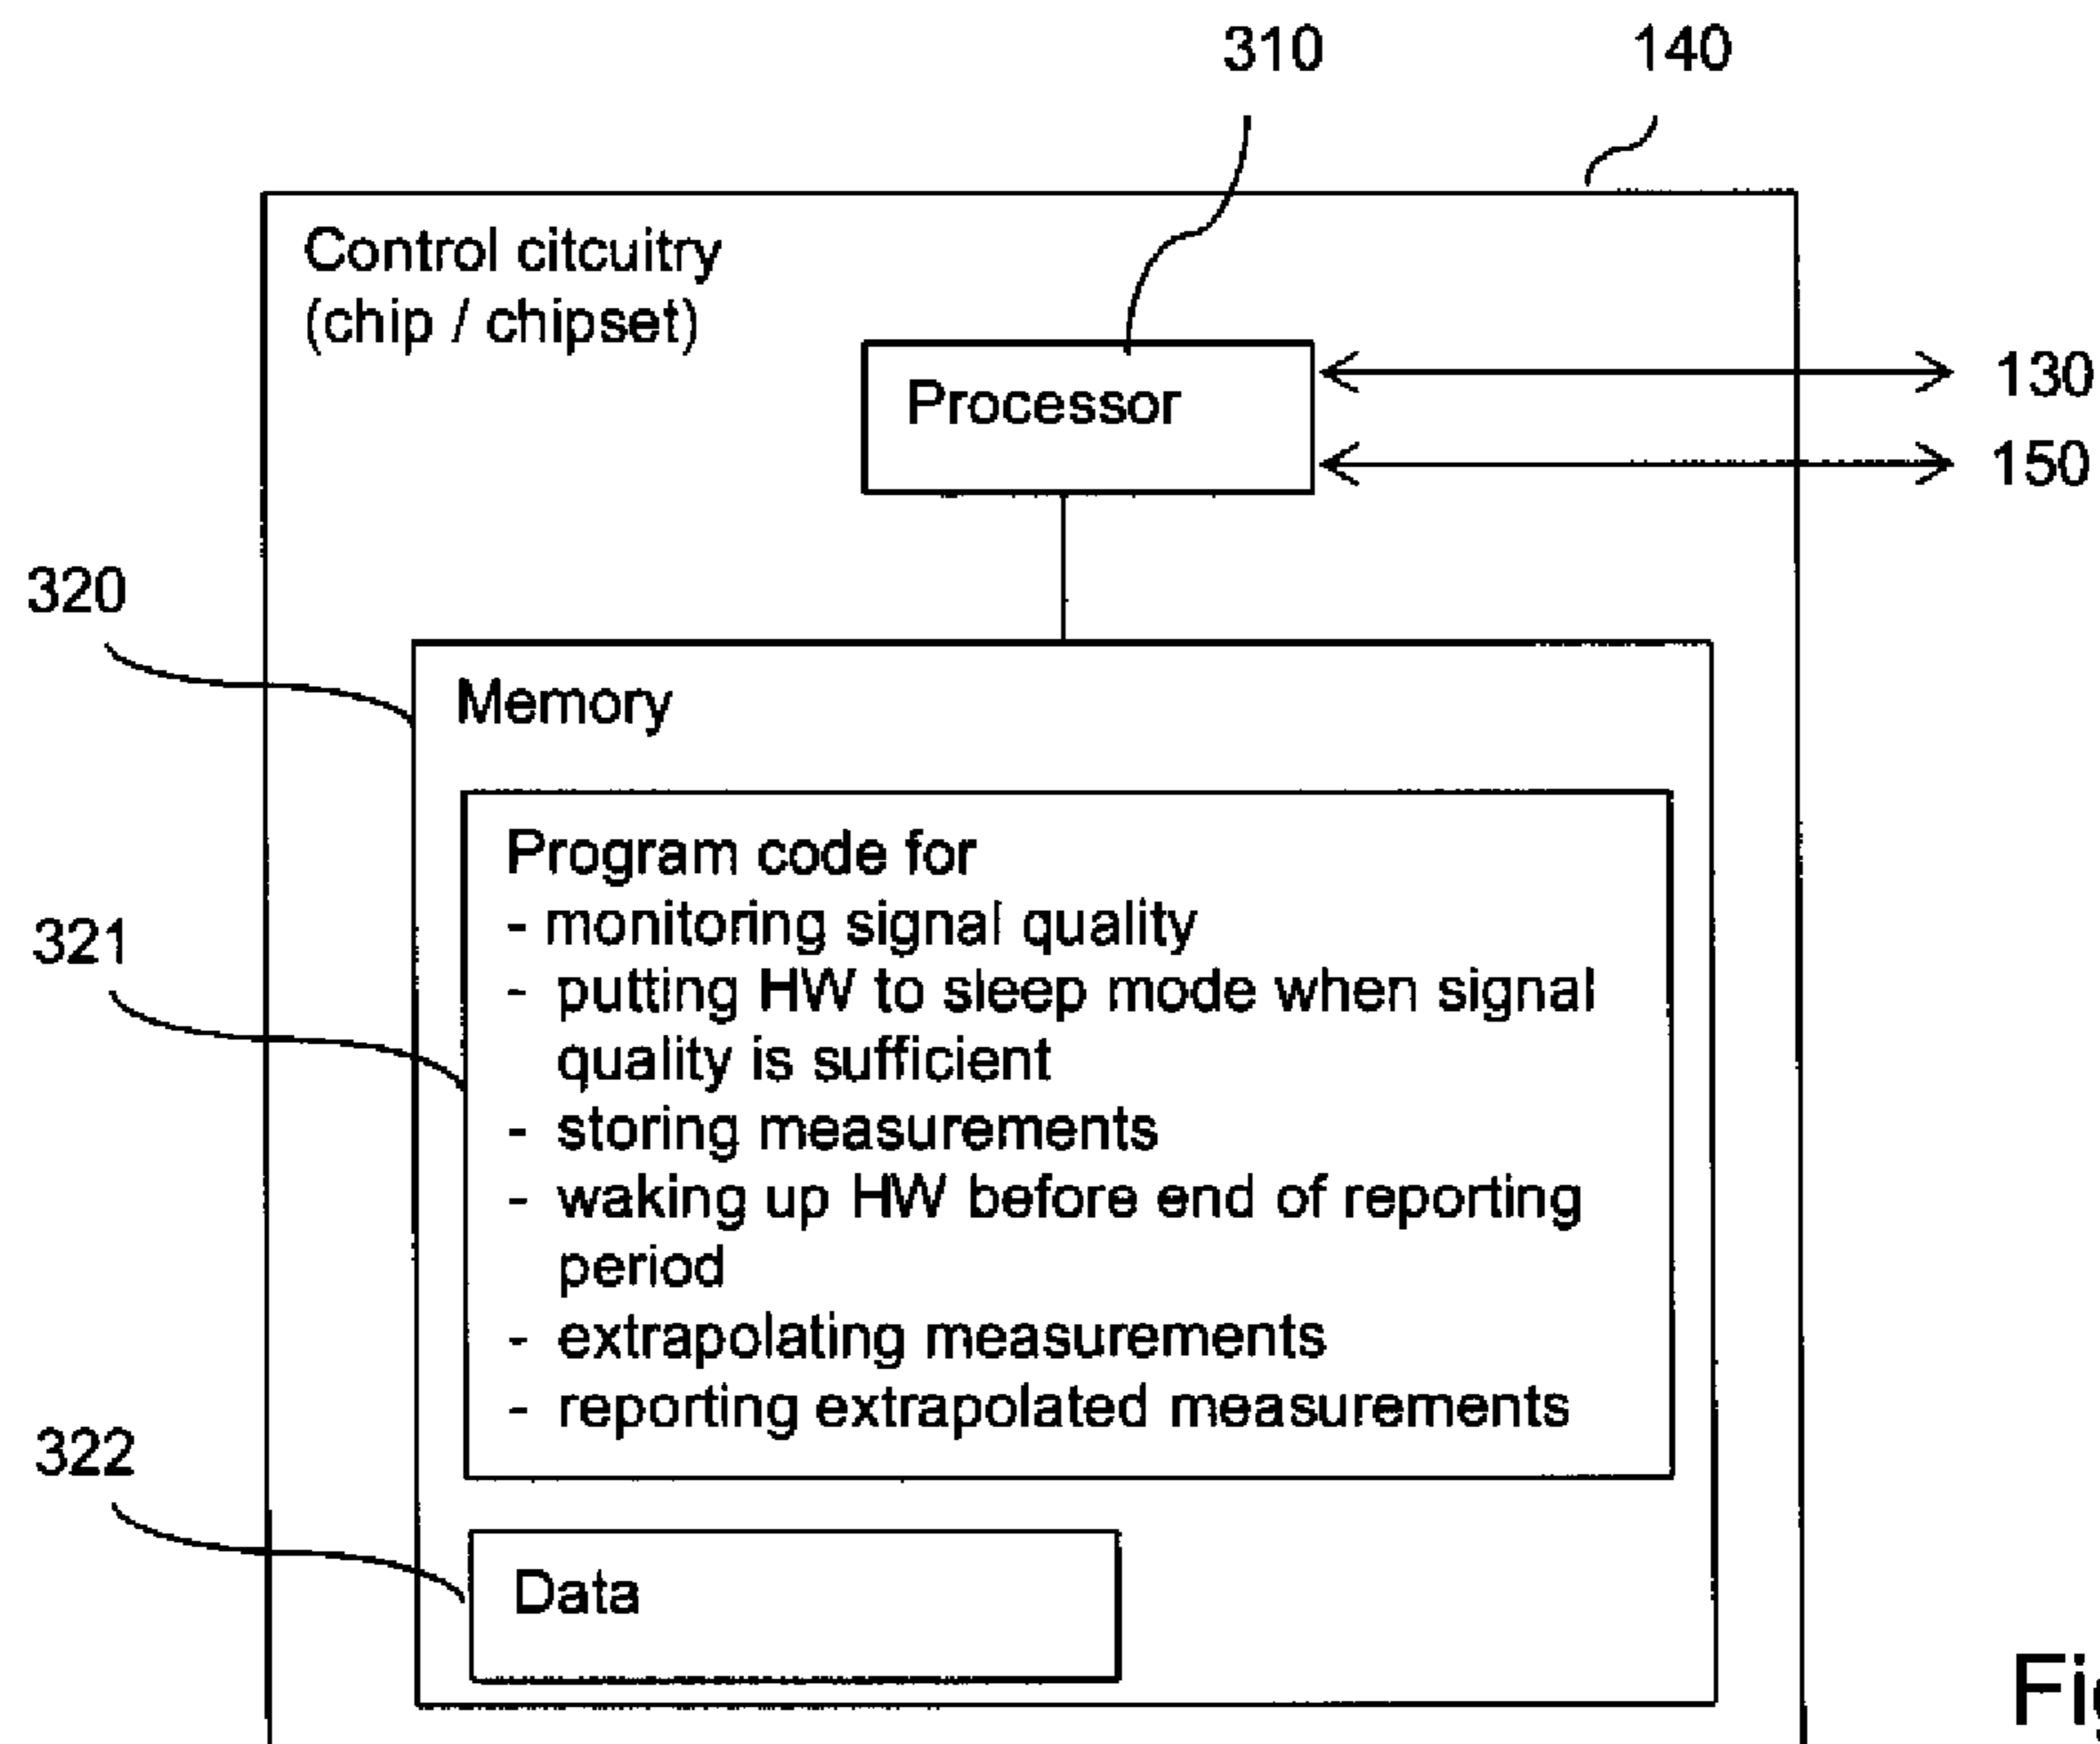 310
140
Control citcuitry
(chip / chipset)
Processor
130
150
320
Memory
Program code for
- monitoring signal quality
- putting HW to sleep mode when signal
quality is sufficient
321
- storing measurements
- waking up HW before end of reporting
period
- extrapolating measurements
- reporting extrapolated measurements
322
Data